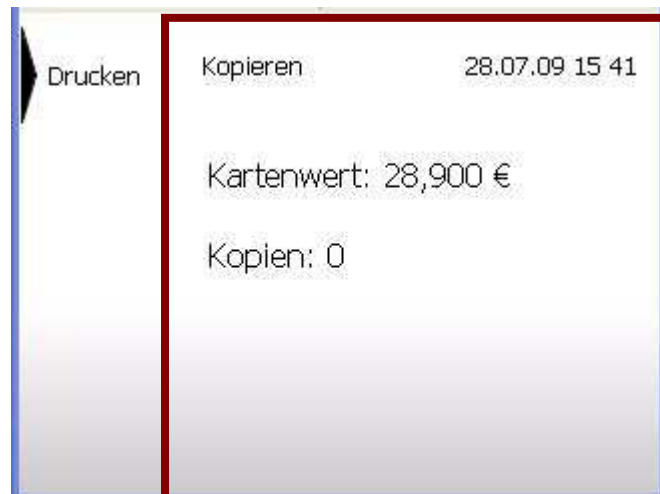 Drucken
Kopieren 28.07.09 15 41
Kartenwert: 28,900 €
Kopien: 0